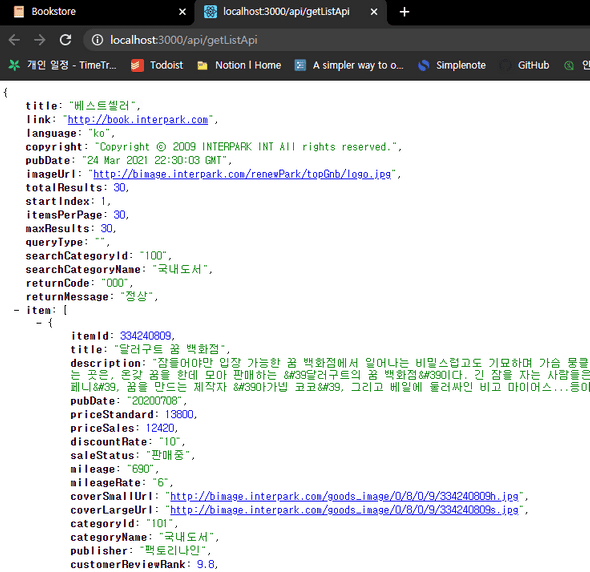 Bookstore
localhost:3000/api/getListApi
localhost:3000/api/getListApi
개인 일정 - TimeTr... Todoist Notion | Home A simpler way to o... Simplenote GitHub 인
{
title: "베스트셀러",
link: "http://book.interpark.com",
language: "ko",
copyright: "Copyright ⓒ 2009 INTERPARK INT All rights reserved.",
pubDate: "24 Mar 2021 22:30:03 GMT",
imageUrl: "http://bimage.interpark.com/renewPark/topGnb/logo.jpg",
totalResults: 30,
startIndex: 1,
itemsPerPage: 30,
maxResults: 30,
queryType: "",
searchCategoryId: "100",
searchCategoryName: "국내도서",
returnCode: "000",
returnMessage: "정상",
- item: [
- {
itemId: 334240809,
title: "달러구트 꿈 백화점",
description: "잠들어야만 입장 가능한 꿈 백화점에서 일어나는 비밀스럽고도 기묘하며 가슴 뭉클
는 곳은, 온갖 꿈을 한데 모아 판매하는 &#39달러구트의 꿈 백화점&#39이다. 긴 잠을 자는 사람들은
페니&#39, 꿈을 만드는 제작자 &#39아가넵 코코&#39, 그리고 베일에 둘러싸인 비고 마이어스...등이
pubDate: "20200708",
priceStandard: 13800,
priceSales: 12420,
discountRate: "10",
saleStatus: "판매중",
mileage: "690",
mileageRate: "6",
coverSmallUrl: "http://bimage.interpark.com/goods_image/0/8/0/9/334240809h.jpg",
coverLargeUrl: "http://bimage.interpark.com/goods_image/0/8/0/9/334240809s.jpg",
categoryId: "101",
categoryName: "국내도서",
publisher: "팩토리나인",
customerReviewRank: 9.8,